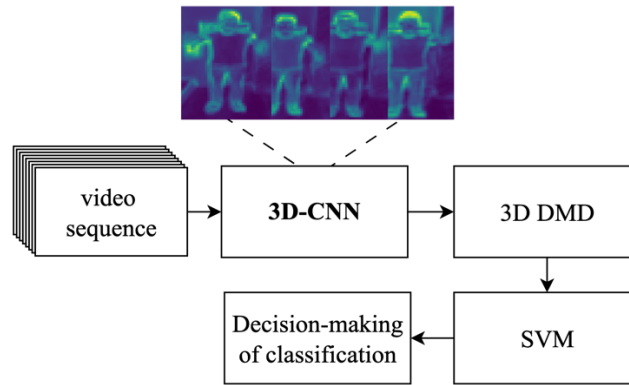 video
sequence
3D-CNN
3D DMD
Decision-making
of classification
SVM